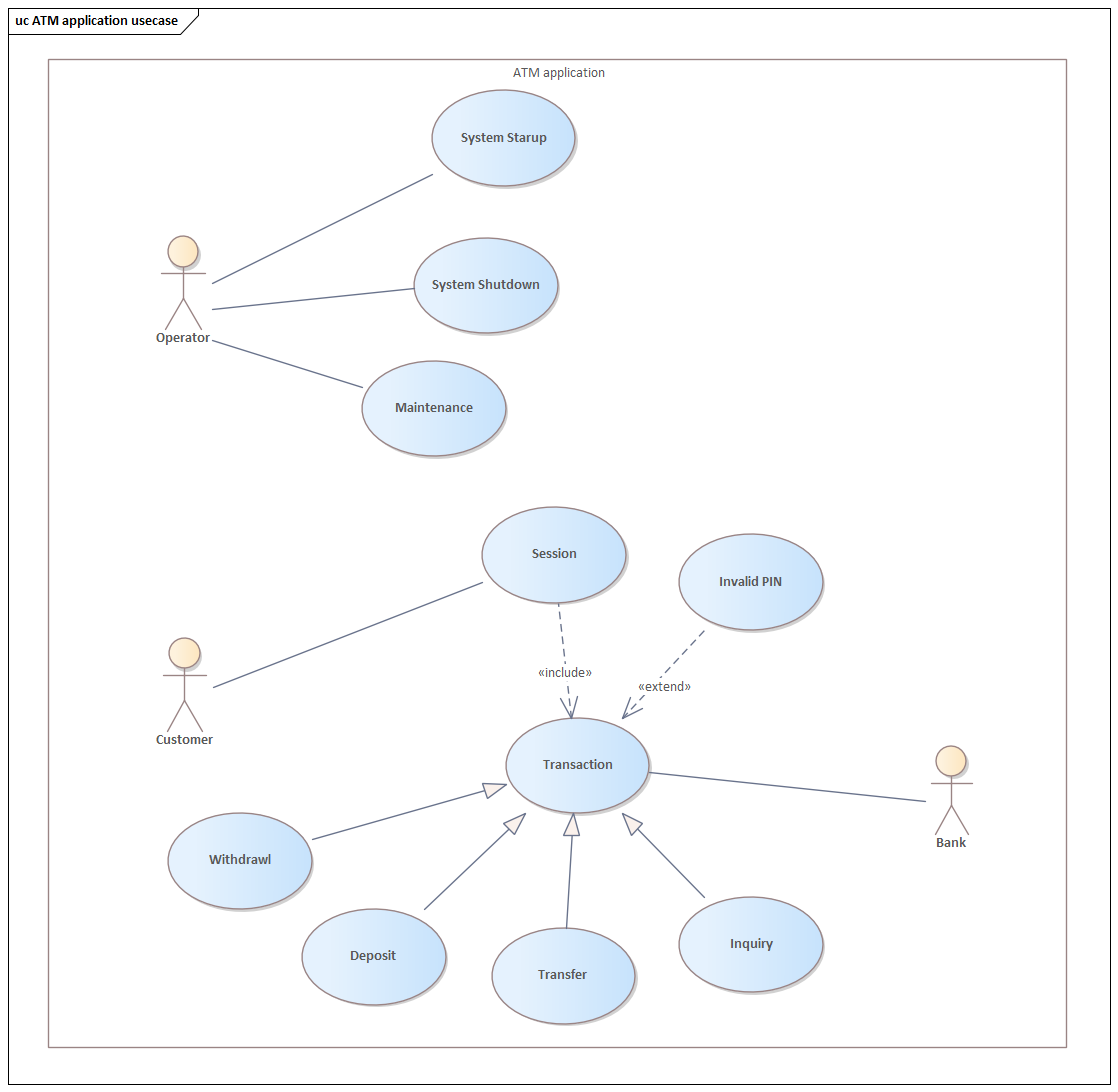 uc ATM application usecase
ATM application
System Starup
System Shutdown
Operator
Maintenance
Session
Invalid PIN
«include»
«extend»
Customer
Transaction
Bank
Withdrawl
Deposit
Transfer
Inquiry